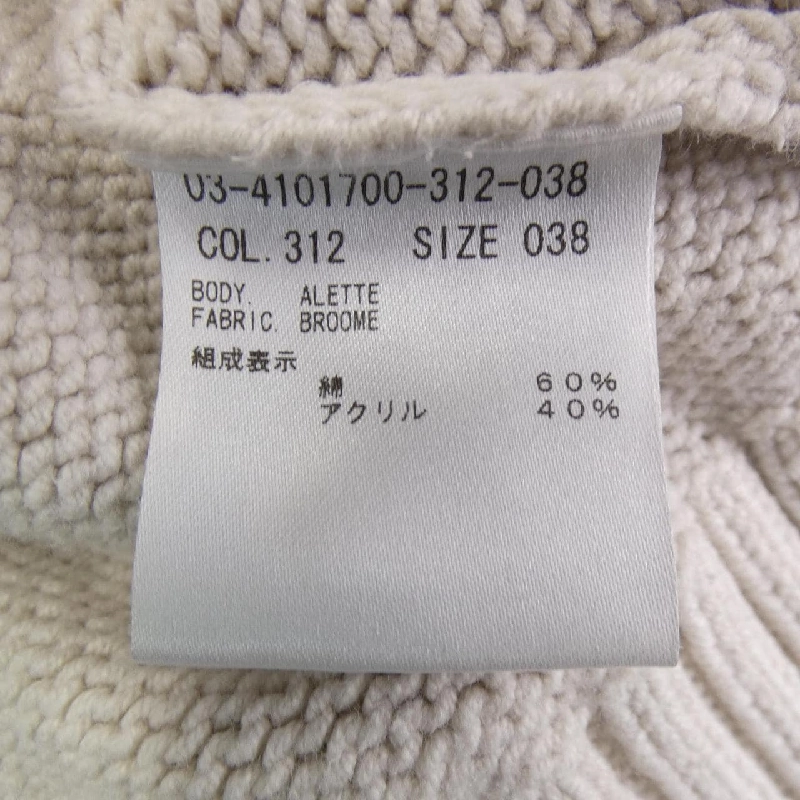 03-4101700-312-038
COL. 312 SIZE 038
BODY. ALETTE
FABRIC. BROOME
組成表示
綿 60%
アクリル 40%